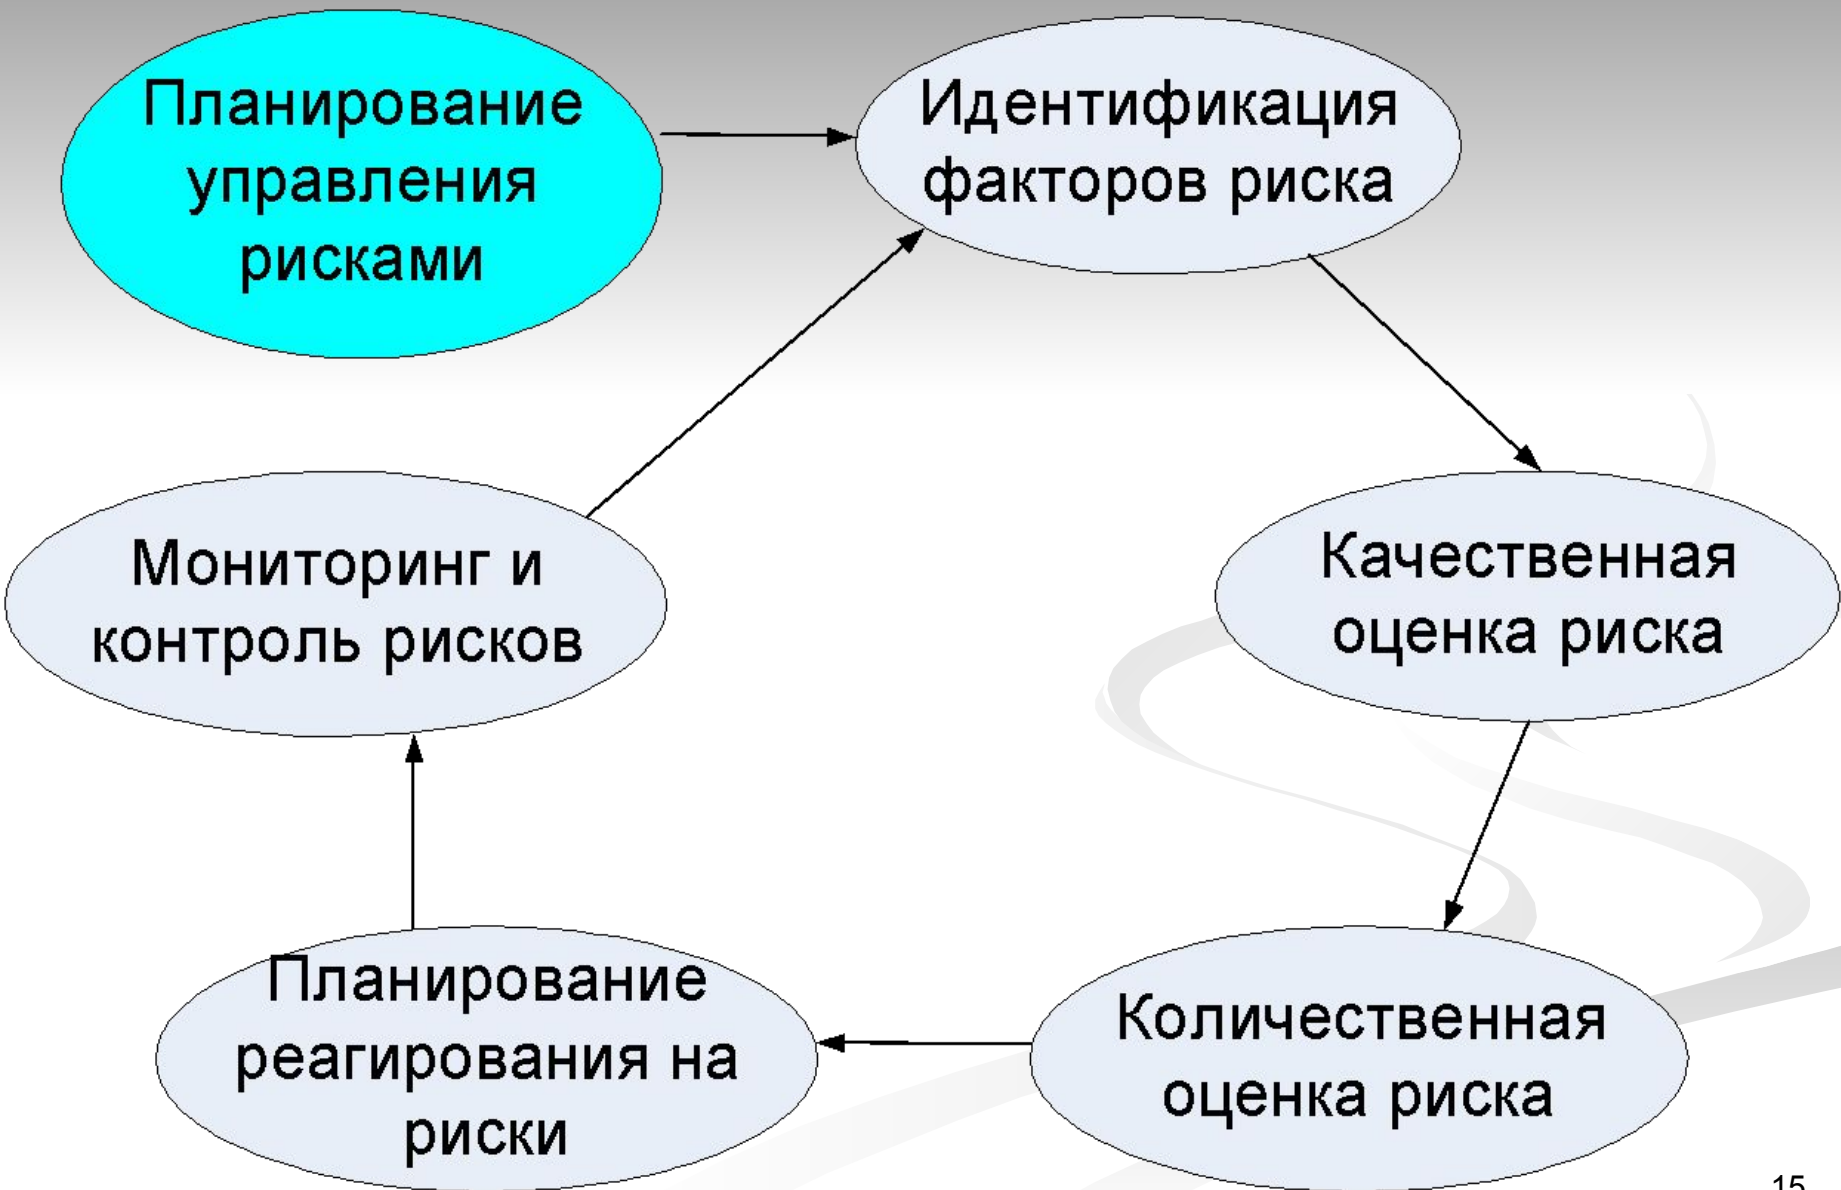 Планирование
управления
рисками
Идентификация
факторов риска
Качественная
оценка риска
Количественная
оценка риска
Планирование
реагирования на
риски
Мониторинг и
контроль рисков
15